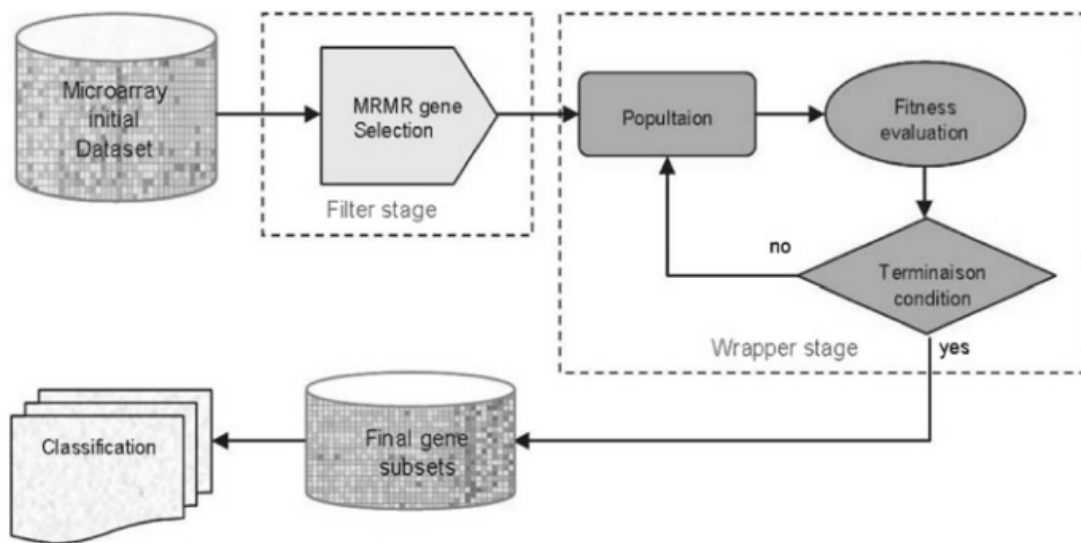 Microarray
initial
Dataset
MRMR gene
Selection
Filter stage
Popultaion
Fitness
evaluation
no
Terminaison
condition
Wrapper stage
yes
Classification
Final gene
subsets